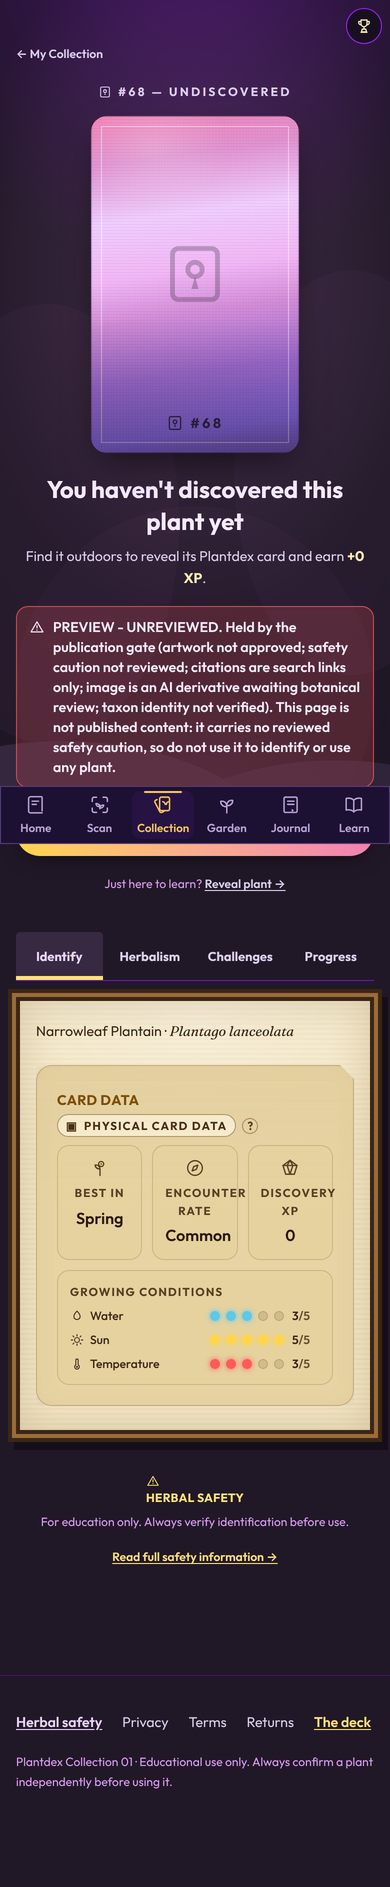 ← My Collection
#68 — UNDISCOVERED
#68
You haven't discovered this
plant yet
Find it outdoors to reveal its Plantdex card and earn +0
XP.
PREVIEW - UNREVIEWED. Held by the
publication gate (artwork not approved; safety
caution not reviewed; citations are search links
only; image is an AI derivative awaiting botanical
review; taxon identity not verified). This page is
not published content: it carries no reviewed
safety caution, so do not use it to identify or use
any plant.
Home Scan Collection Garden Journal Learn
Just here to learn? Reveal plant →
Identify Herbalism Challenges Progress
Narrowleaf Plantain · Plantago lanceolata
CARD DATA
PHYSICAL CARD DATA ?
BEST IN
Spring
ENCOUNTER
RATE
Common
DISCOVERY
XP
0
GROWING CONDITIONS
Water 3/5
Sun 5/5
Temperature 3/5
HERBAL SAFETY
For education only. Always verify identification before use.
Read full safety information →
Herbal safety Privacy Terms Returns The deck
Plantdex Collection 01 · Educational use only. Always confirm a plant
independently before using it.